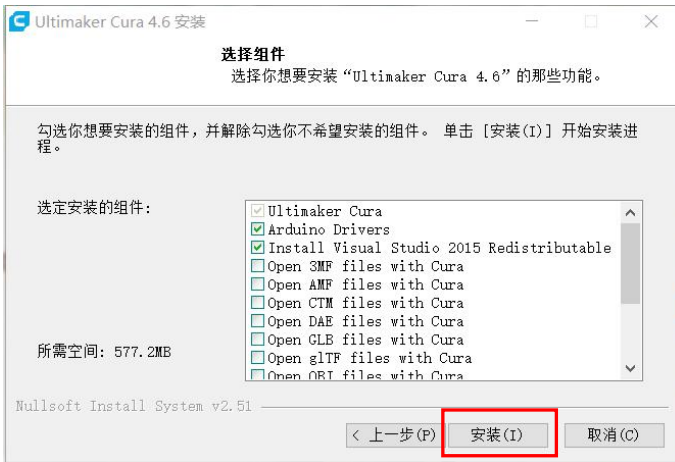 Ultimaker Cura 4.6 安装
选择组件
选择你想要安装“Ultimaker Cura 4.6”的那些功能。
勾选你想要安装的组件，并解除勾选你不希望安装的组件。 单击 [安装(I)] 开始安装进
程。
选定安装的组件:
Ultimaker Cura
Arduino Drivers
Install Visual Studio 2015 Redistributable
Open 3MF files with Cura
Open AMF files with Cura
Open CTM files with Cura
Open DAE files with Cura
Open GLB files with Cura
Open glTF files with Cura
Open OBJ files with Cura
所需空间: 577.2MB
Nullsoft Install System v2.51
< 上一步(P)
安装(I)
取消(C)